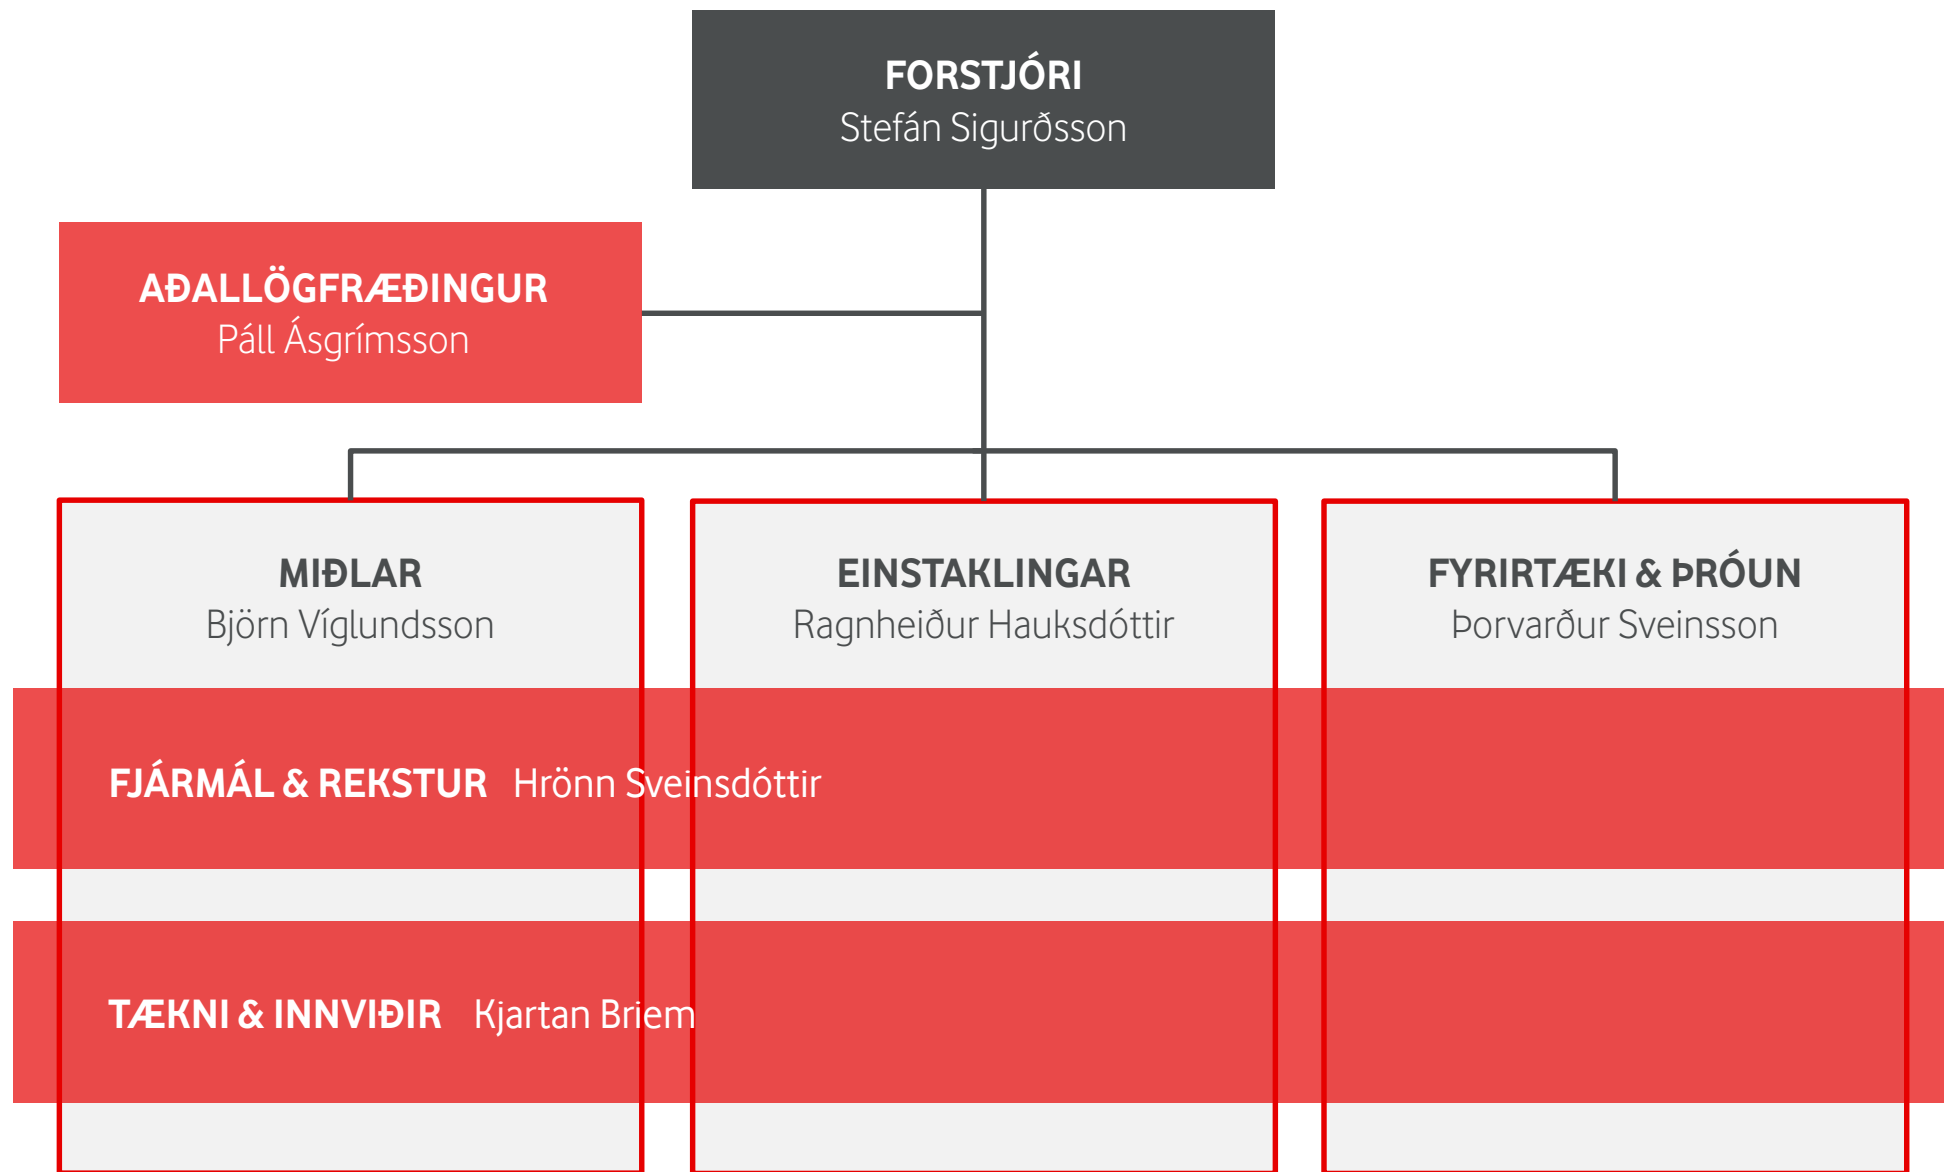 FORSTJÓRI
Stefán Sigurðsson
AÐALLÖGFRÆÐINGUR
Páll Ásgrímsson
MIÐLAR
Björn Víglundsson
EINSTAKLINGAR
Ragnheiður Hauksdóttir
FYRIRTÆKI & ÞRÓUN
Þorvarður Sveinsson
FJÁRMÁL & REKSTUR Hrönn Sveinsdóttir
TÆKNI & INNVIÐIR Kjartan Briem